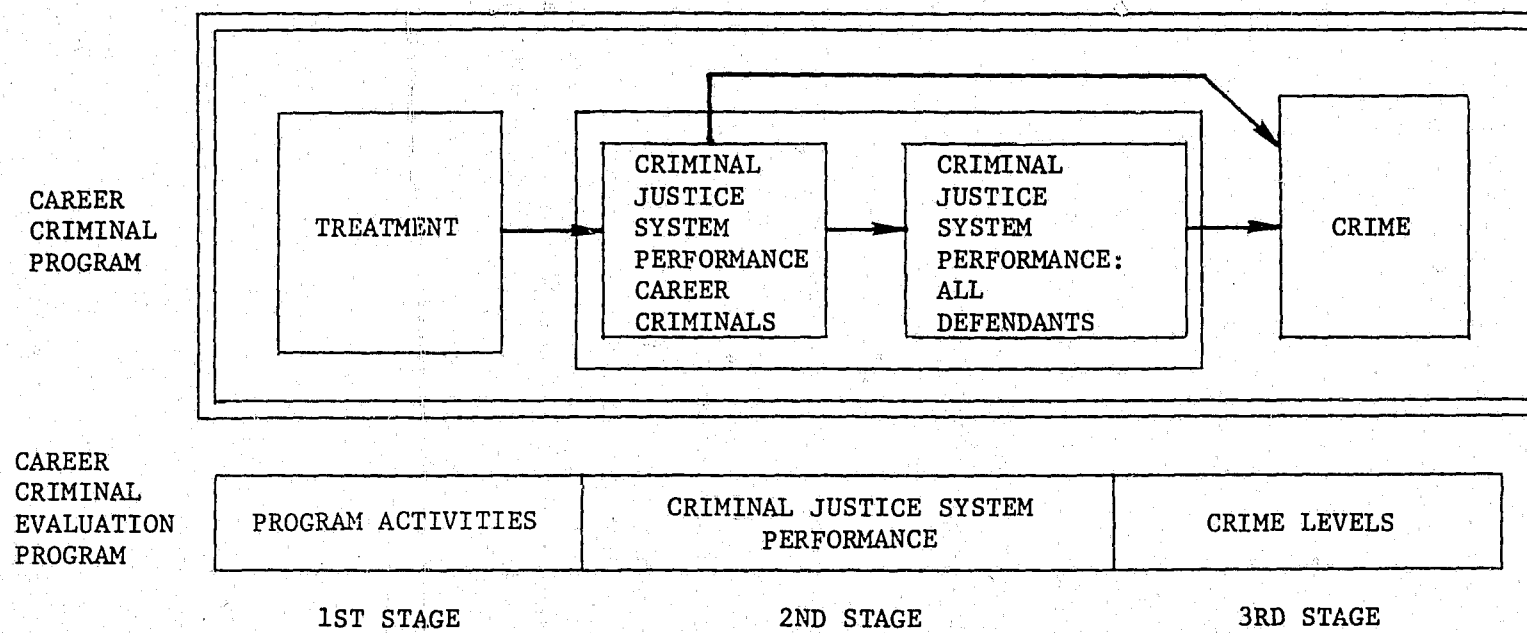 CAREER
CRIMINAL
PROGRAM
TREATMENT
CRIMINAL
JUSTICE
SYSTEM
PERFORMANCE
CAREER
CRIMINALS
CRIMINAL
JUSTICE
SYSTEM
PERFORMANCE:
ALL
DEFENDANTS
CRIME
CAREER
CRIMINAL
EVALUATION
PROGRAM
PROGRAM ACTIVITIES
CRIMINAL JUSTICE SYSTEM
PERFORMANCE
CRIME LEVELS
1ST STAGE
2ND STAGE
3RD STAGE